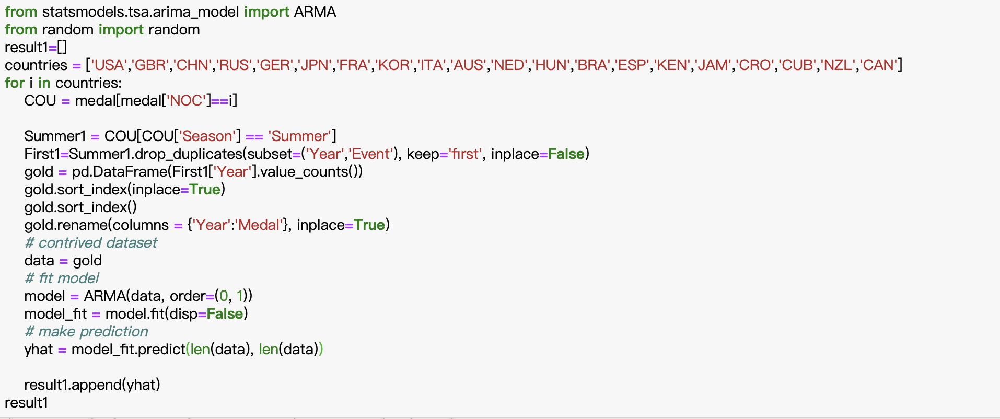 from statsmodels.tsa.arima_model import ARMA
from random import random
result1=[]
countries = ['USA','GBR','CHN','RUS','GER','JPN','FRA','KOR','ITA','AUS','NED','HUN','BRA','ESP','KEN','JAM','CRO','CUB','NZL','CAN']
for i in countries:
COU = medal[medal['NOC']==i]
Summer1 = COU[COU['Season'] == 'Summer']
First1=Summer1.drop_duplicates(subset=('Year','Event'), keep='first', inplace=False)
gold = pd.DataFrame(First1['Year'].value_counts())
gold.sort_index(inplace=True)
gold.sort_index()
gold.rename(columns = {'Year':'Medal'}, inplace=True)
# contrived dataset
data = gold
# fit model
model = ARMA(data, order=(0, 1))
model_fit = model.fit(disp=False)
# make prediction
yhat = model_fit.predict(len(data), len(data))
result1.append(yhat)
result1